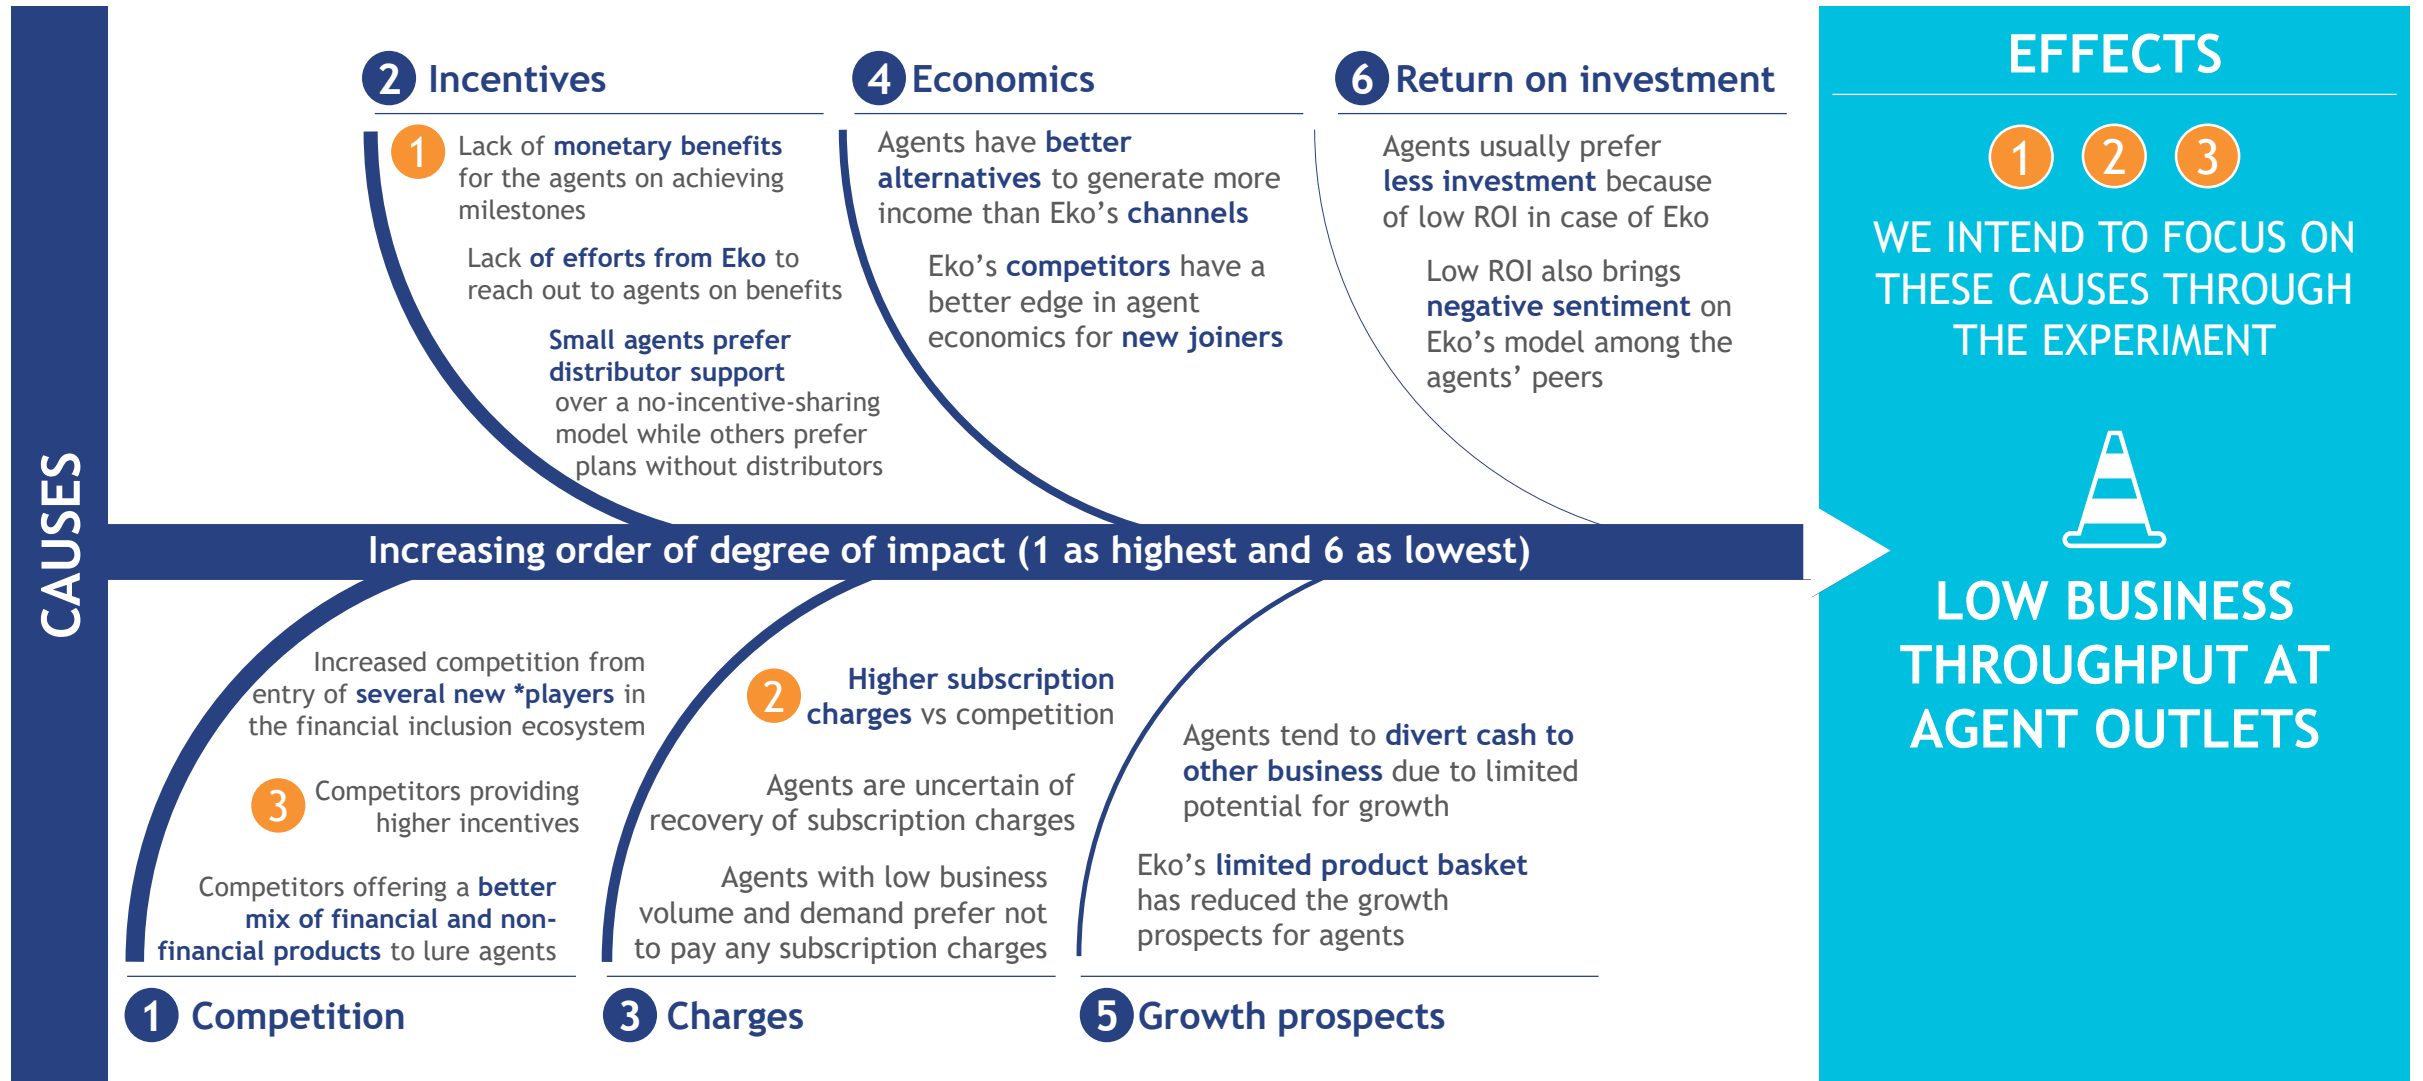 CAUSES
2 Incentives
1
Lack of monetary benefits
for the agents on achieving
milestones
Lack of efforts from Eko to
reach out to agents on benefits
Small agents prefer
distributor support
over a no-incentive-sharing
model while others prefer
plans without distributors
4 Economics
Agents have better
alternatives to generate more
income than Eko’s channels
Eko’s competitors have a
better edge in agent
economics for new joiners
6 Return on investment
Agents usually prefer
less investment because
of low ROI in case of Eko
Low ROI also brings
negative sentiment on
Eko’s model among the
agents’ peers
Increasing order of degree of impact (1 as highest and 6 as lowest)
Increased competition from
entry of several new *players in
the financial inclusion ecosystem
3
Competitors providing
higher incentives
Competitors offering a better
mix of financial and non-
financial products to lure agents
1 Competition
2
Higher subscription
charges vs competition
Agents are uncertain of
recovery of subscription charges
Agents with low business
volume and demand prefer not
to pay any subscription charges
3 Charges
Agents tend to divert cash to
other business due to limited
potential for growth
Eko’s limited product basket
has reduced the growth
prospects for agents
5 Growth prospects
EFFECTS
1 2 3
WE INTEND TO FOCUS ON
THESE CAUSES THROUGH
THE EXPERIMENT
LOW BUSINESS
THROUGHPUT AT
AGENT OUTLETS